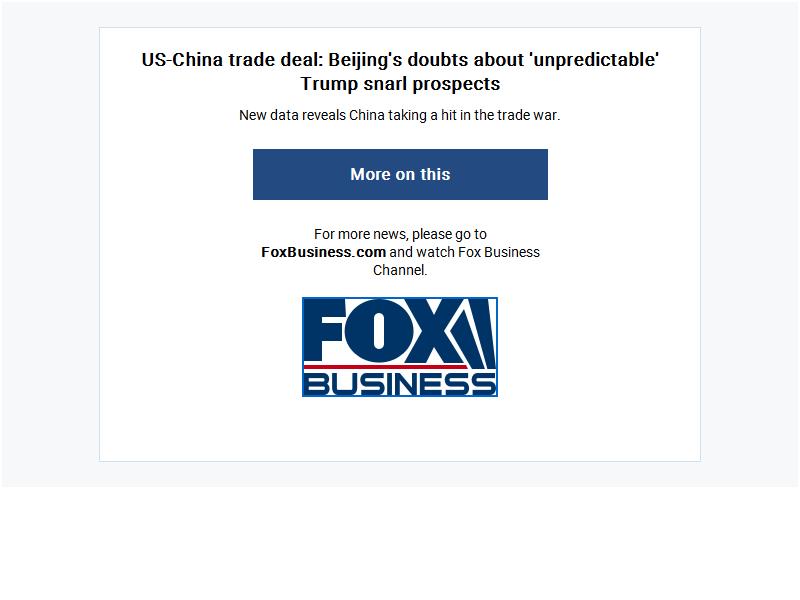 US-China trade deal: Beijing's doubts about 'unpredictable'
Trump snarl prospects
New data reveals China taking a hit in the trade war.
More on this
For more news, please go to
FoxBusiness.com and watch Fox Business
Channel.
FOX
BUSINESS